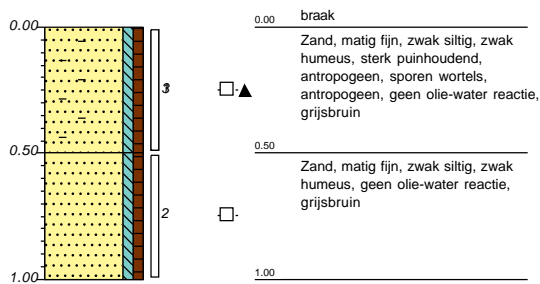 0.00
0.00 braak
Zand, matig fijn, zwak siltig, zwak
humeus, sterk puinhoudend,
antropogeen, sporen wortels,
antropogeen, geen olie-water reactie,
grijsbruin
0.50
0.50
Zand, matig fijn, zwak siltig, zwak
humeus, geen olie-water reactie,
grijsbruin
2
1.00
1.00